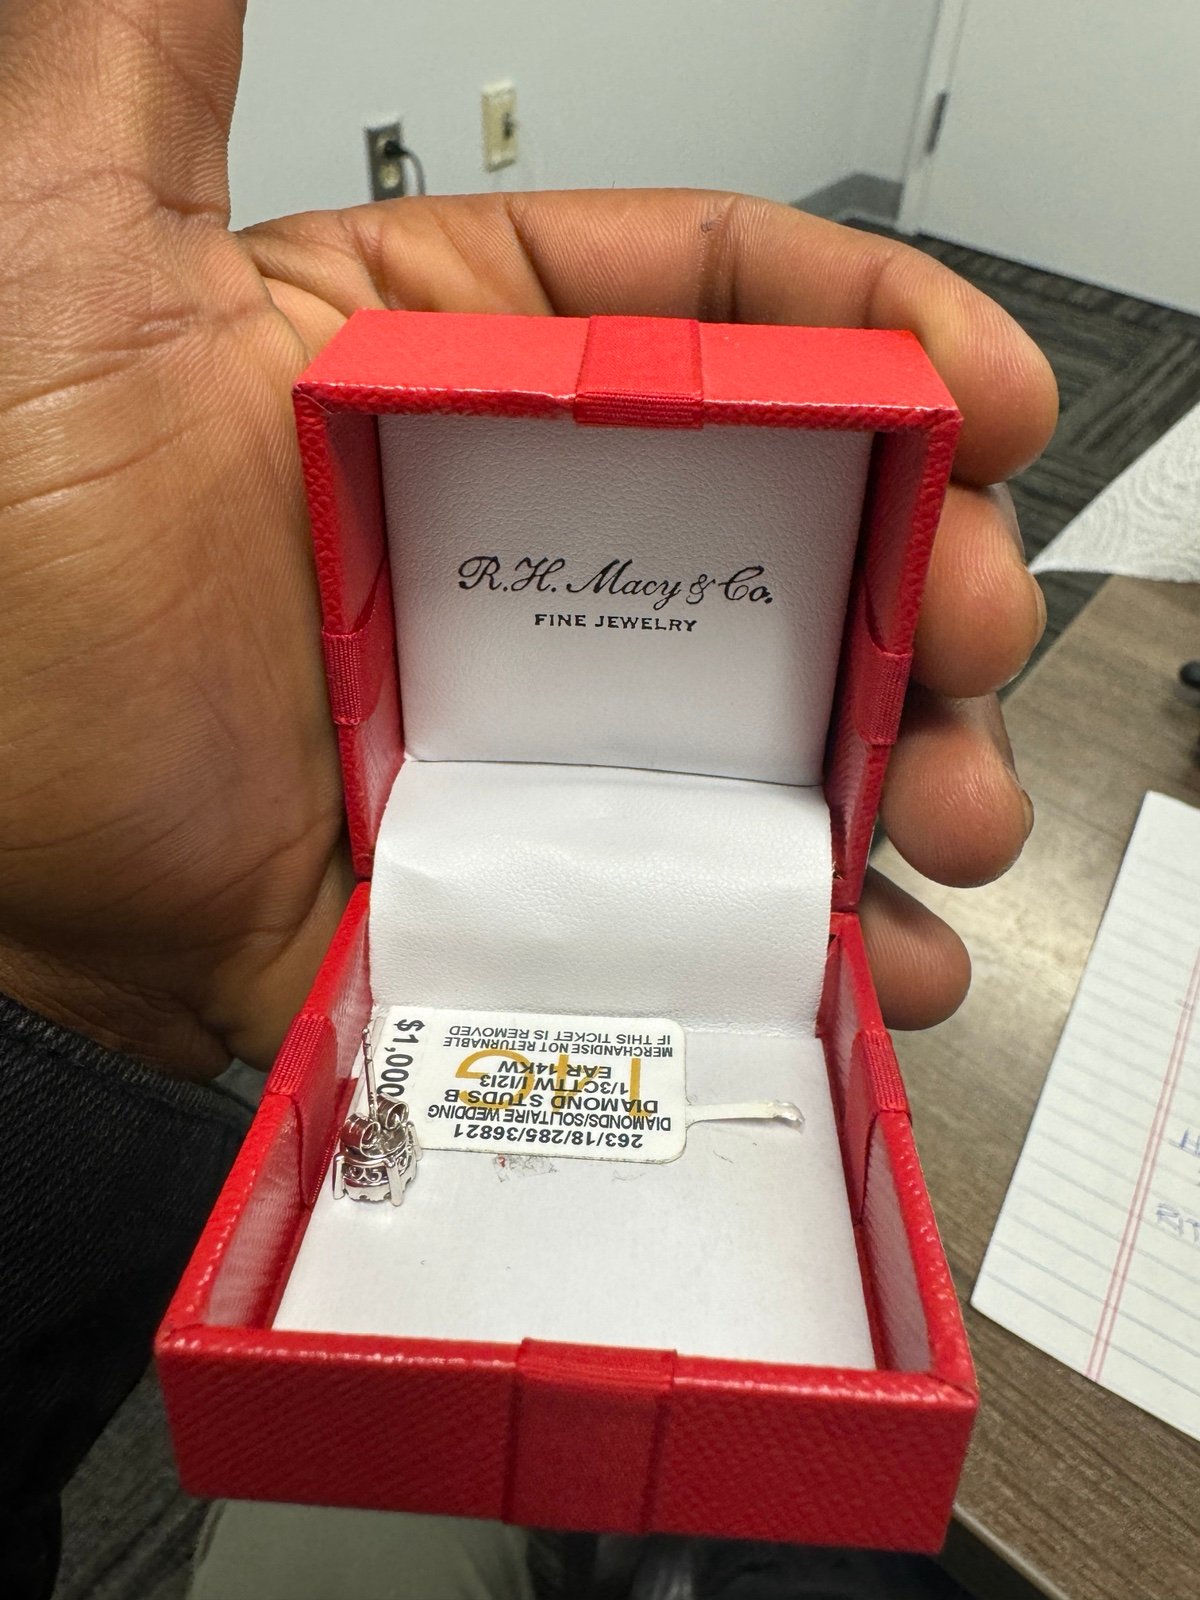 R.H. Macy & Co.
FINE JEWELRY
263/18/285/36821
DIAMONDS/SOLITAIRE WEDDING
DIAMOND STUDS B
1/3CTTW I/I2I3
EAR 14KW
14G
MERCHANDISE NOT RETURNABLE
IF THIS TICKET IS REMOVED
$1,000